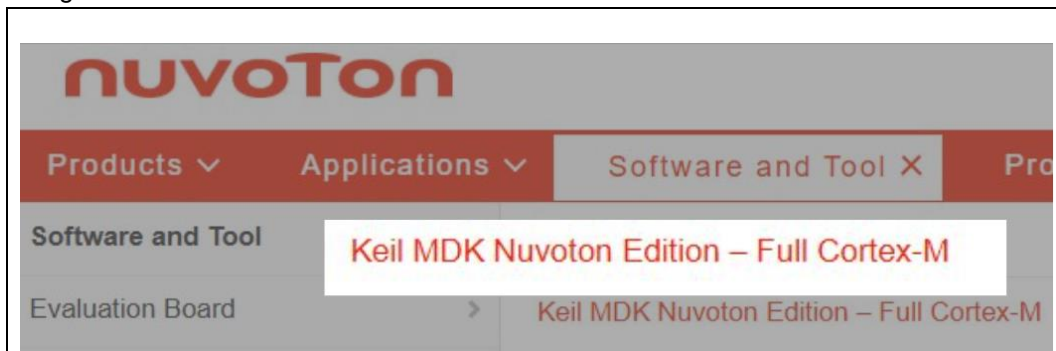 nuvoTon
Products Applications Software and Tool X
Software and Tool
Keil MDK Nuvoton Edition – Full Cortex-M
Evaluation Board > Keil MDK Nuvoton Edition – Full Cortex-M